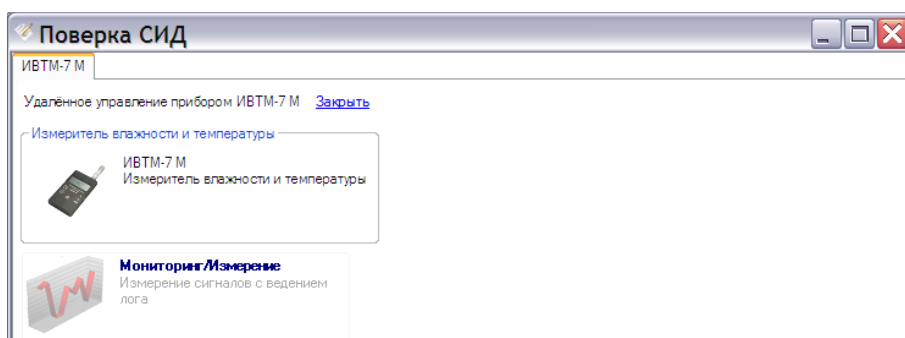 Поверка СИД
ИВТМ-7 М
Удалённое управление прибором ИВТМ-7 М Закрыть
Измеритель влажности и температуры
ИВТМ-7 М
Измеритель влажности и температуры
Мониторинг/Измерение
Измерение сигналов с ведением
лога